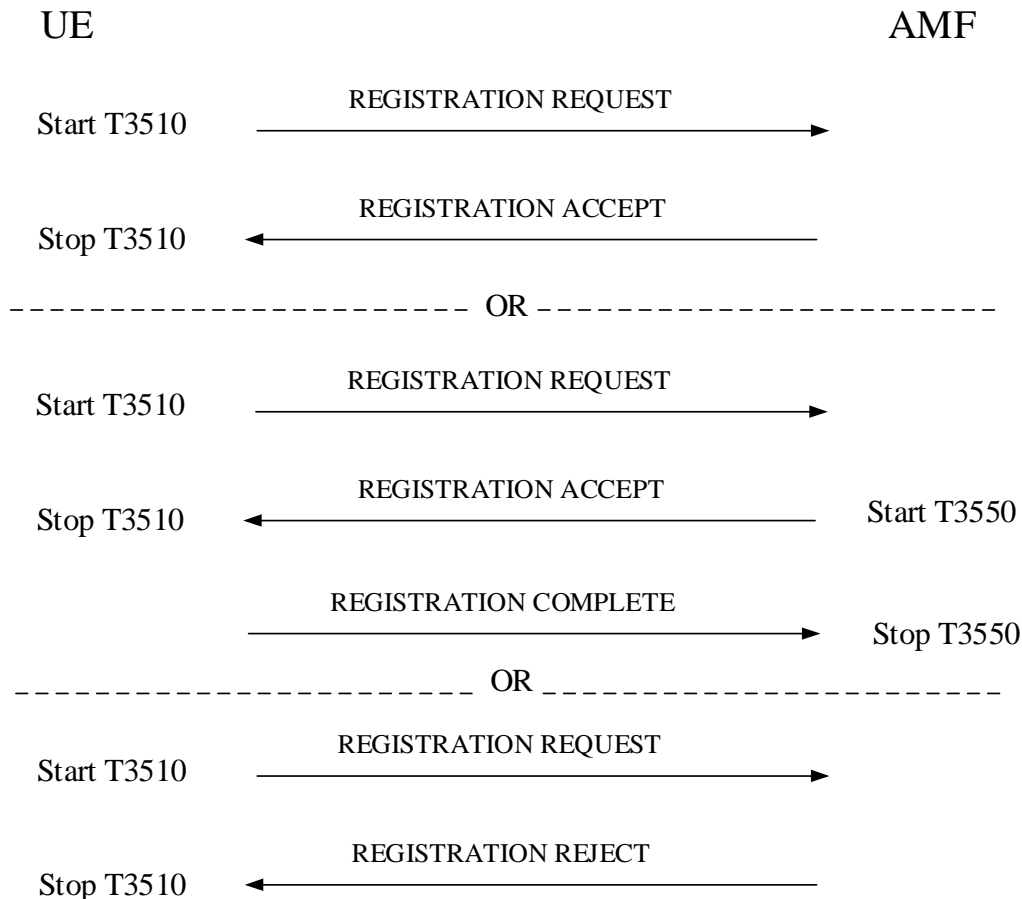 UE
AMF
REGISTRATION REQUEST
Start T3510
REGISTRATION ACCEPT
Stop T3510
OR
REGISTRATION REQUEST
Start T3510
REGISTRATION ACCEPT
Stop T3510
Start T3550
REGISTRATION COMPLETE
Stop T3550
OR
REGISTRATION REQUEST
Start T3510
REGISTRATION REJECT
Stop T3510